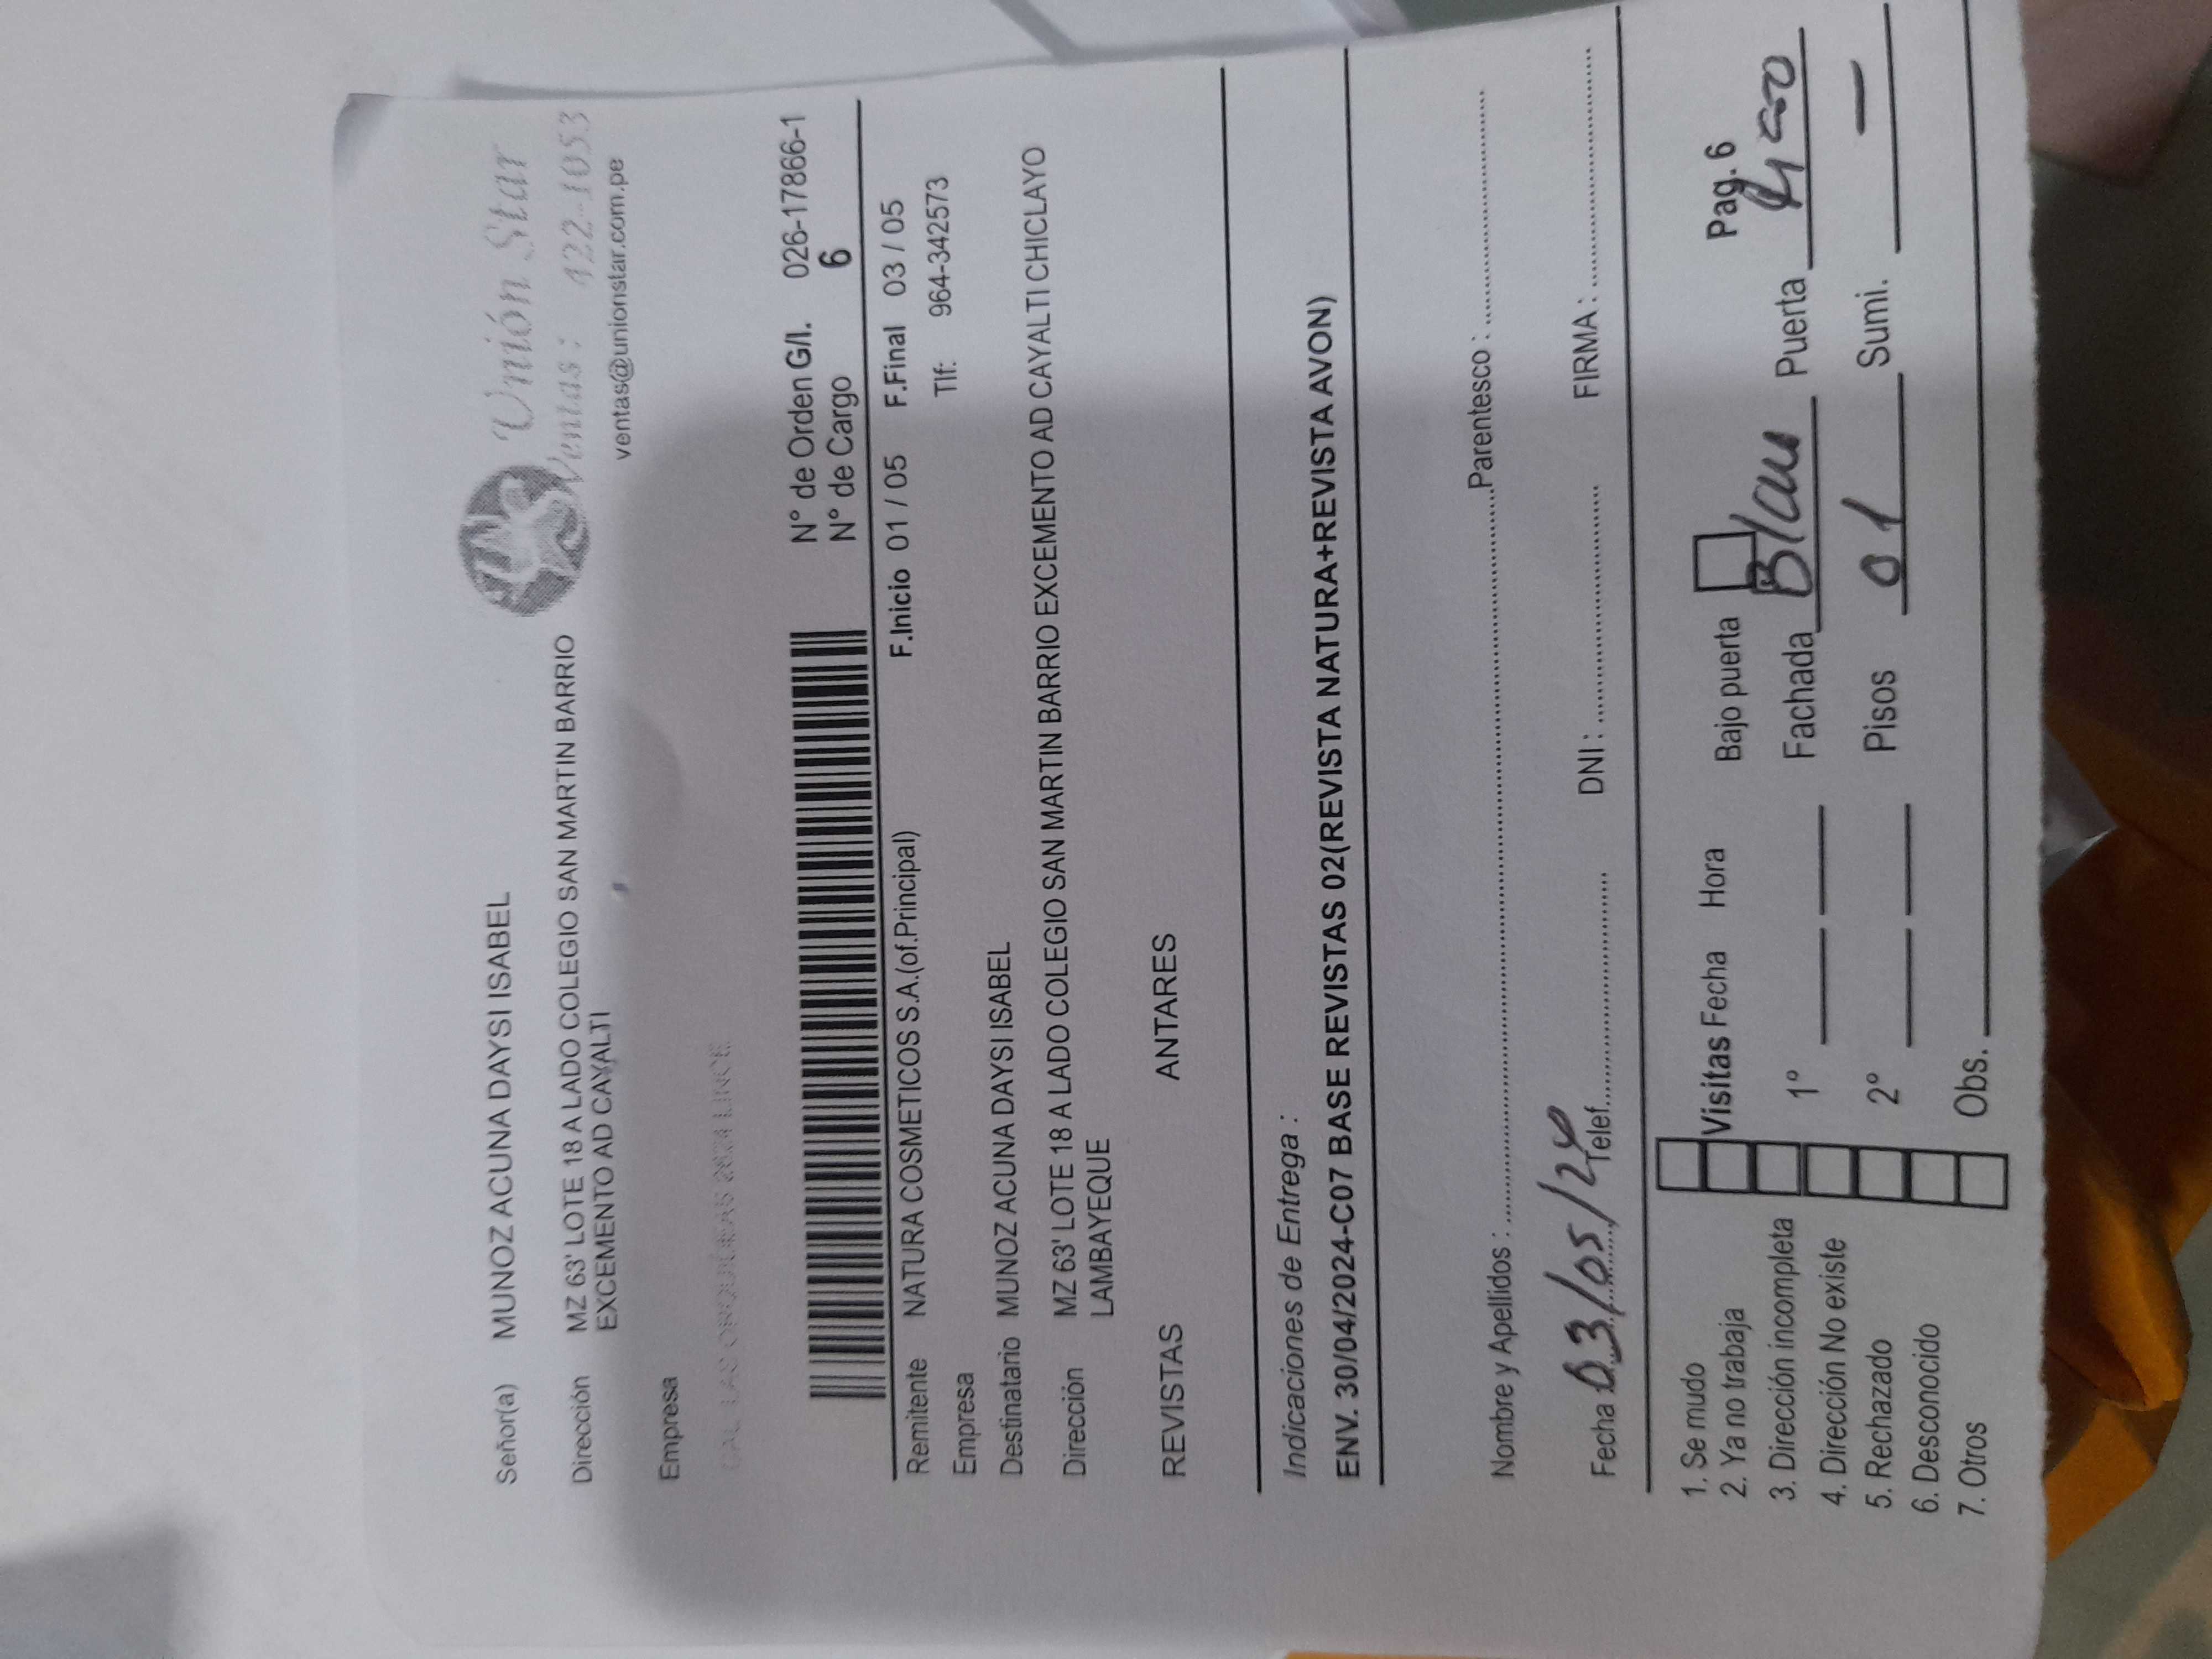 Unión Star
Ventas: 422-1053
ventas@unionstar.com.pe
Señor(a) MUNOZ ACUNA DAYSI ISABEL
Dirección MZ 63' LOTE 18 A LADO COLEGIO SAN MARTIN BARRIO
EXCEMENTO AD CAYALTI
Empresa
N° de Orden G/I. 026-17866-1
N° de Cargo 6
F.Inicio 01 / 05 F.Final 03 / 05
Remitente NATURA COSMETICOS S.A.(of.Principal)
Tlf: 964-342573
Empresa
Destinatario MUNOZ ACUNA DAYSI ISABEL
Dirección MZ 63' LOTE 18 A LADO COLEGIO SAN MARTIN BARRIO EXCEMENTO AD CAYALTI CHICLAYO
LAMBAYEQUE
REVISTAS ANTARES
Indicaciones de Entrega :
ENV. 30/04/2024-C07 BASE REVISTAS 02(REVISTA NATURA+REVISTA AVON)
Nombre y Apellidos : Parentesco :
Fecha 03/05/24 Telef. DNI : FIRMA :
1. Se mudo
2. Ya no trabaja
3. Dirección incompleta
4. Dirección No existe
5. Rechazado
6. Desconocido
7. Otros
Visitas Fecha Hora Bajo puerta Pag. 6
1° Fachada Puerta
2° Pisos 01 Sumi. —
Obs.